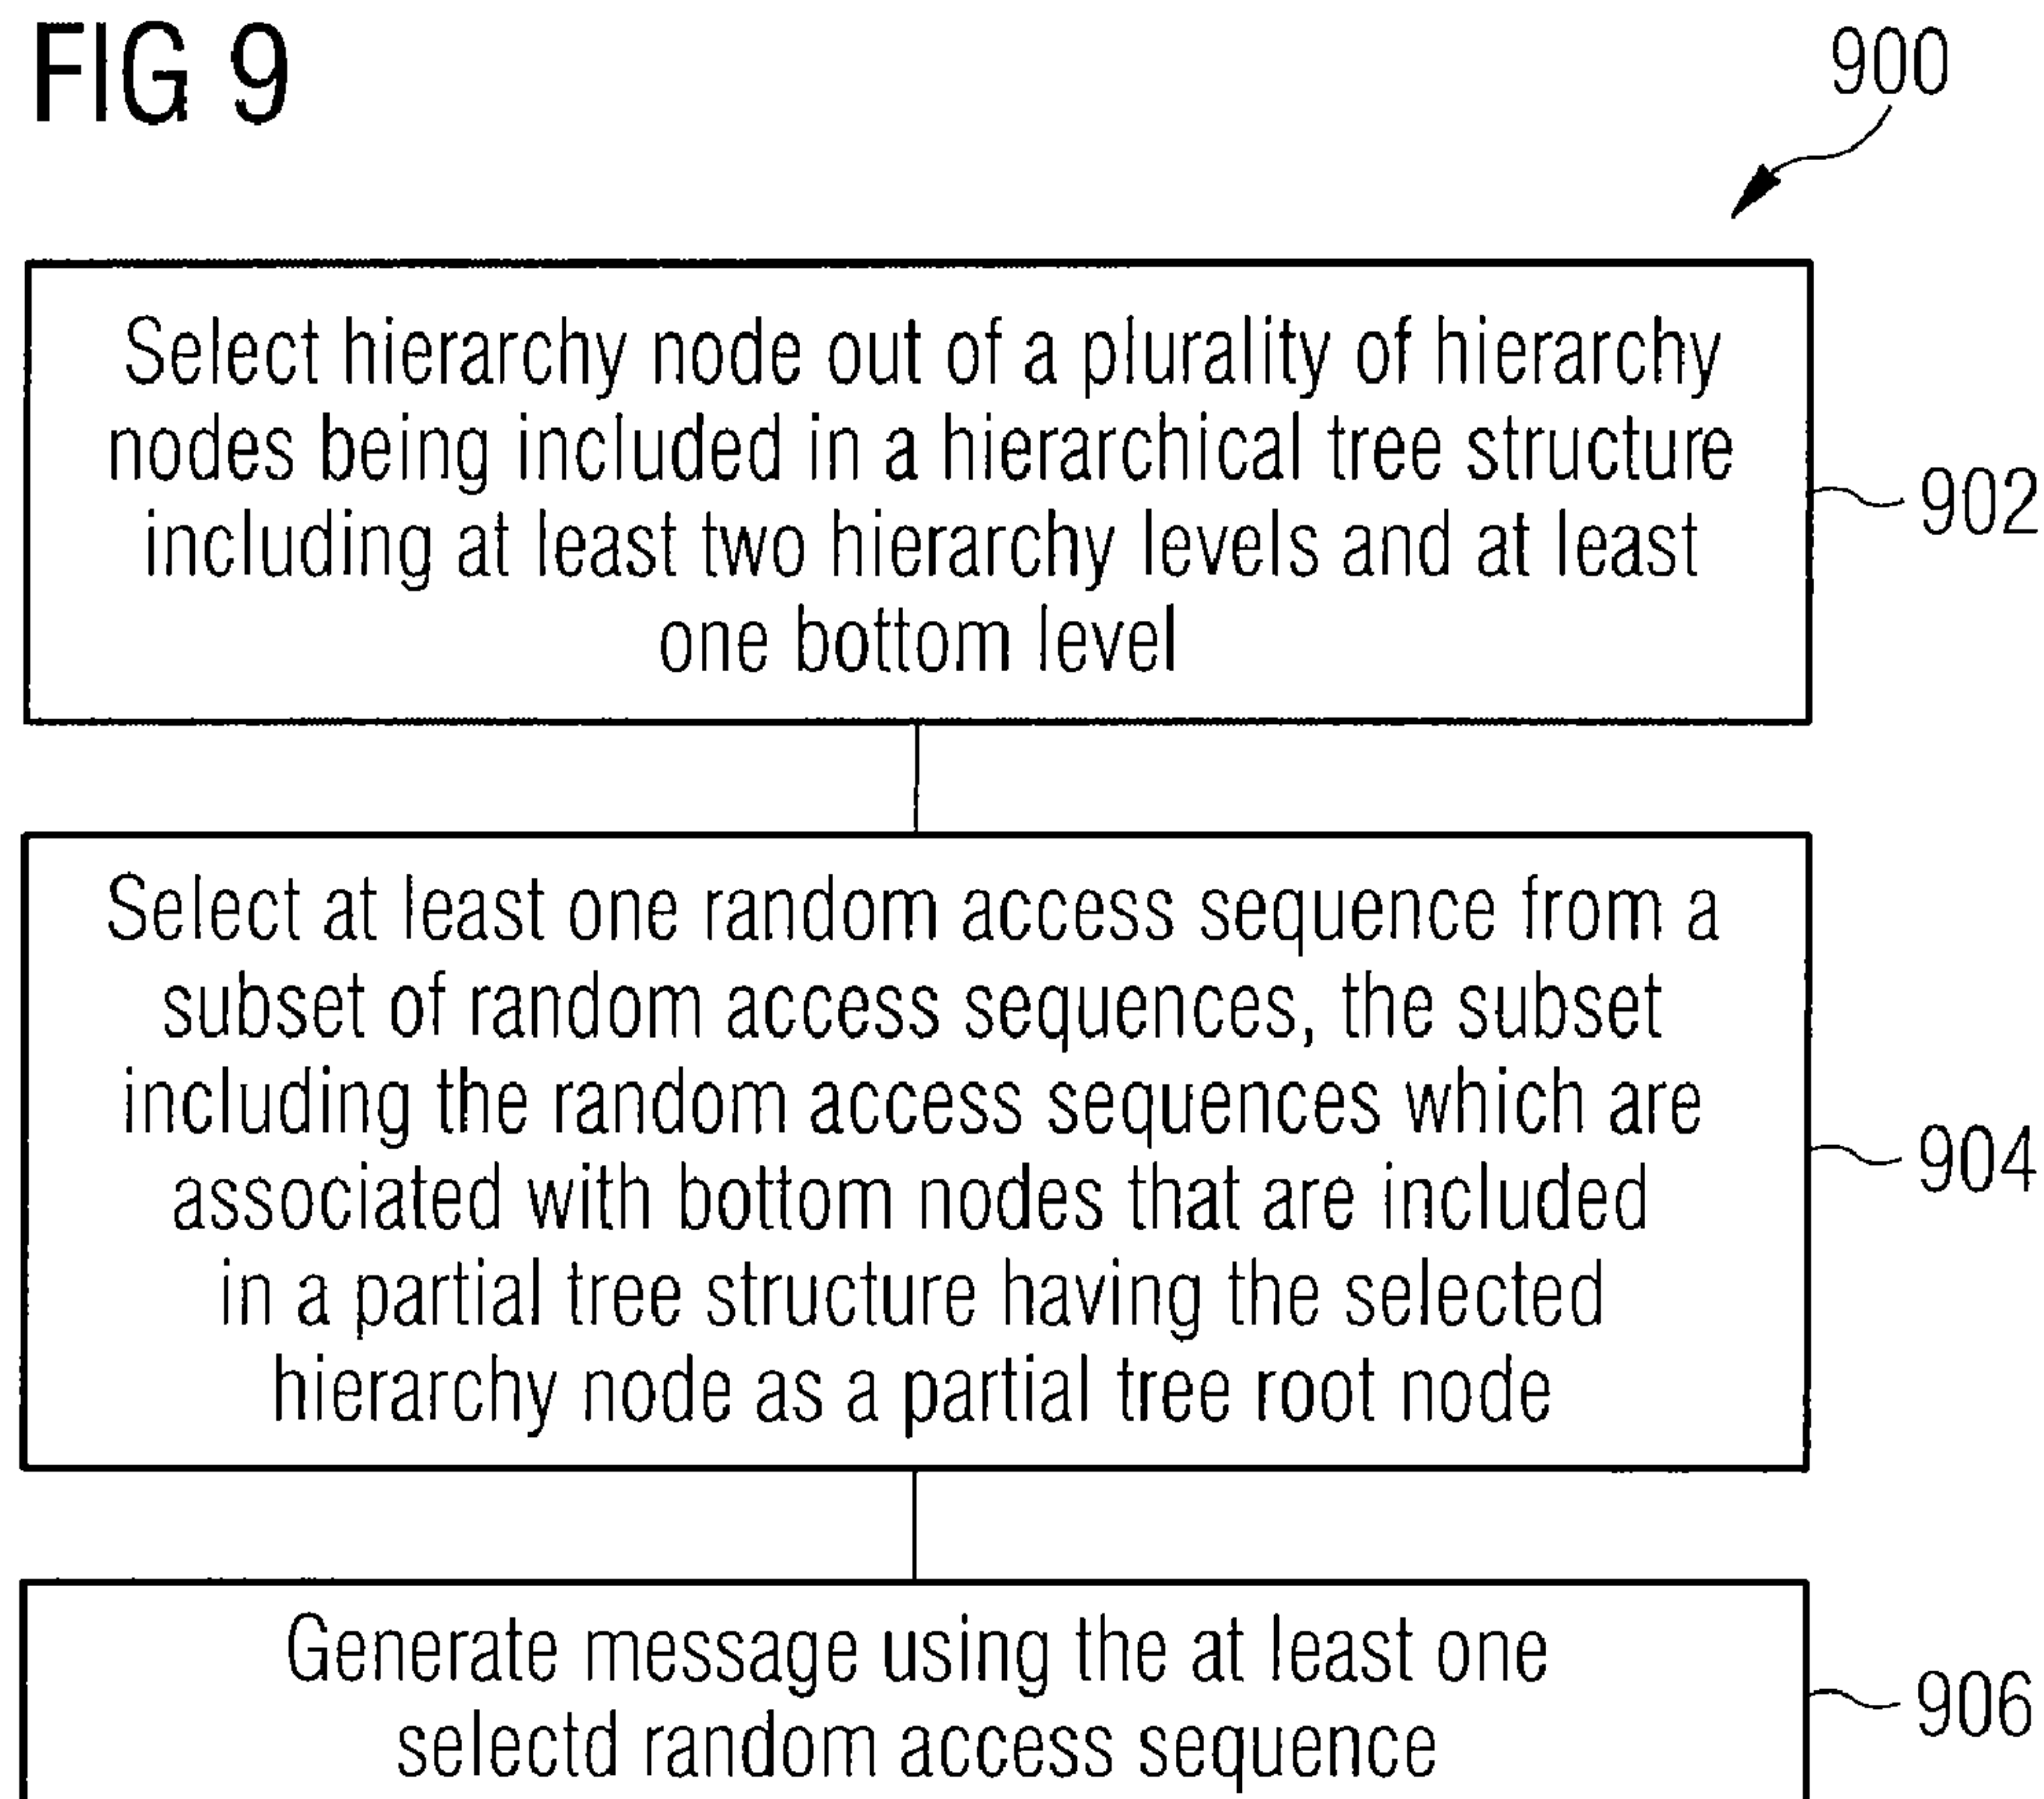 FIG 9
900
Select hierarchy node out of a plurality of hierarchy
nodes being included in a hierarchical tree structure
including at least two hierarchy levels and at least
one bottom level
902
Select at least one random access sequence from a
subset of random access sequences, the subset
including the random access sequences which are
associated with bottom nodes that are included
in a partial tree structure having the selected
hierarchy node as a partial tree root node
904
Generate message using the at least one
selectd random access sequence
906